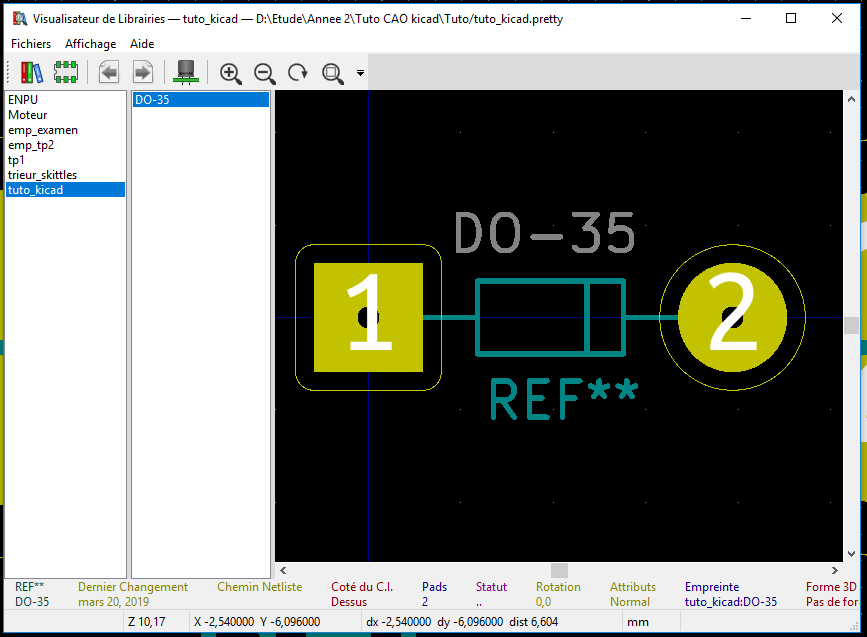 Visualisateur de Librairies — tuto_kicad — D:\Etude\Annee 2\Tuto CAO kicad\Tuto/tuto_kicad.pretty
Fichiers Affichage Aide
ENPU
Moteur
emp_examen
emp_tp2
tp1
trieur_skittles
tuto_kicad
DO-35
DO-35
1
2
REF**
REF** Dernier Changement Chemin Netliste Coté du C.I. Pads Statut Rotation Attributs Empreinte Forme 3D
DO-35 mars 20, 2019 Dessus 2 .. 0,0 Normal tuto_kicad:DO-35 Pas de for
Z 10,17 X -2,540000 Y -6,096000 dx -2,540000 dy -6,096000 dist 6,604 mm